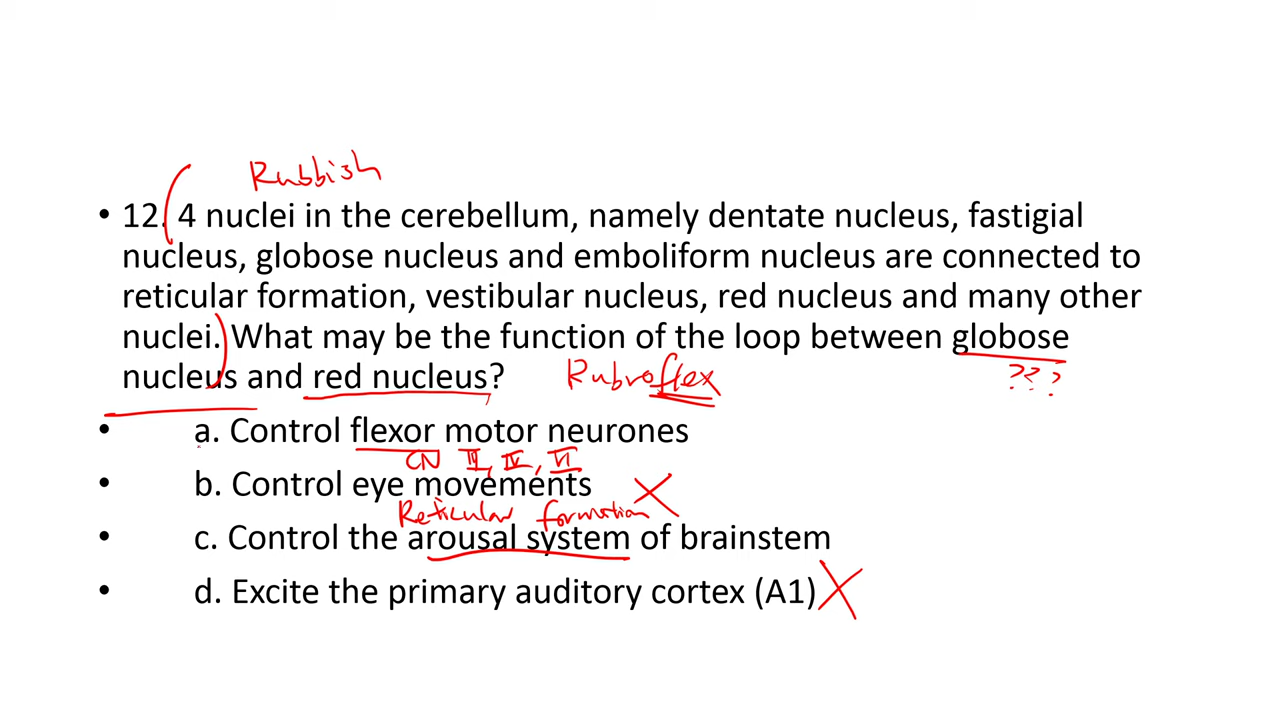 Rubbish
• 12. 4 nuclei in the cerebellum, namely dentate nucleus, fastigial
nucleus, globose nucleus and emboliform nucleus are connected to
reticular formation, vestibular nucleus, red nucleus and many other
nuclei. What may be the function of the loop between globose
nucleus and red nucleus?
Rubroflex
???
• a. Control flexor motor neurones
CN III, IV, VI
• b. Control eye movements
Reticular formation
• c. Control the arousal system of brainstem
• d. Excite the primary auditory cortex (A1)